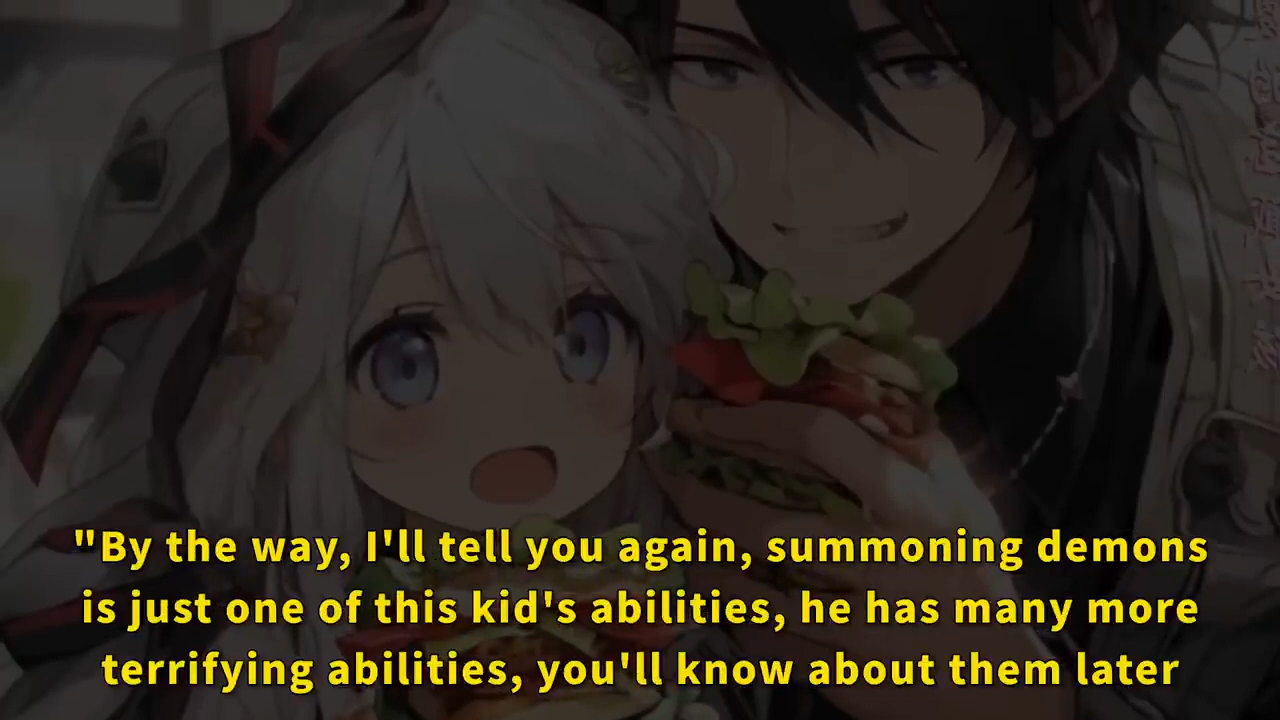 "By the way, I'll tell you again, summoning demons
is just one of this kid's abilities, he has many more
terrifying abilities, you'll know about them later